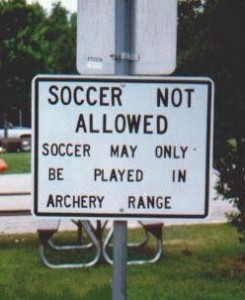 SOCCER NOT
ALLOWED
SOCCER MAY ONLY
BE PLAYED IN
ARCHERY RANGE